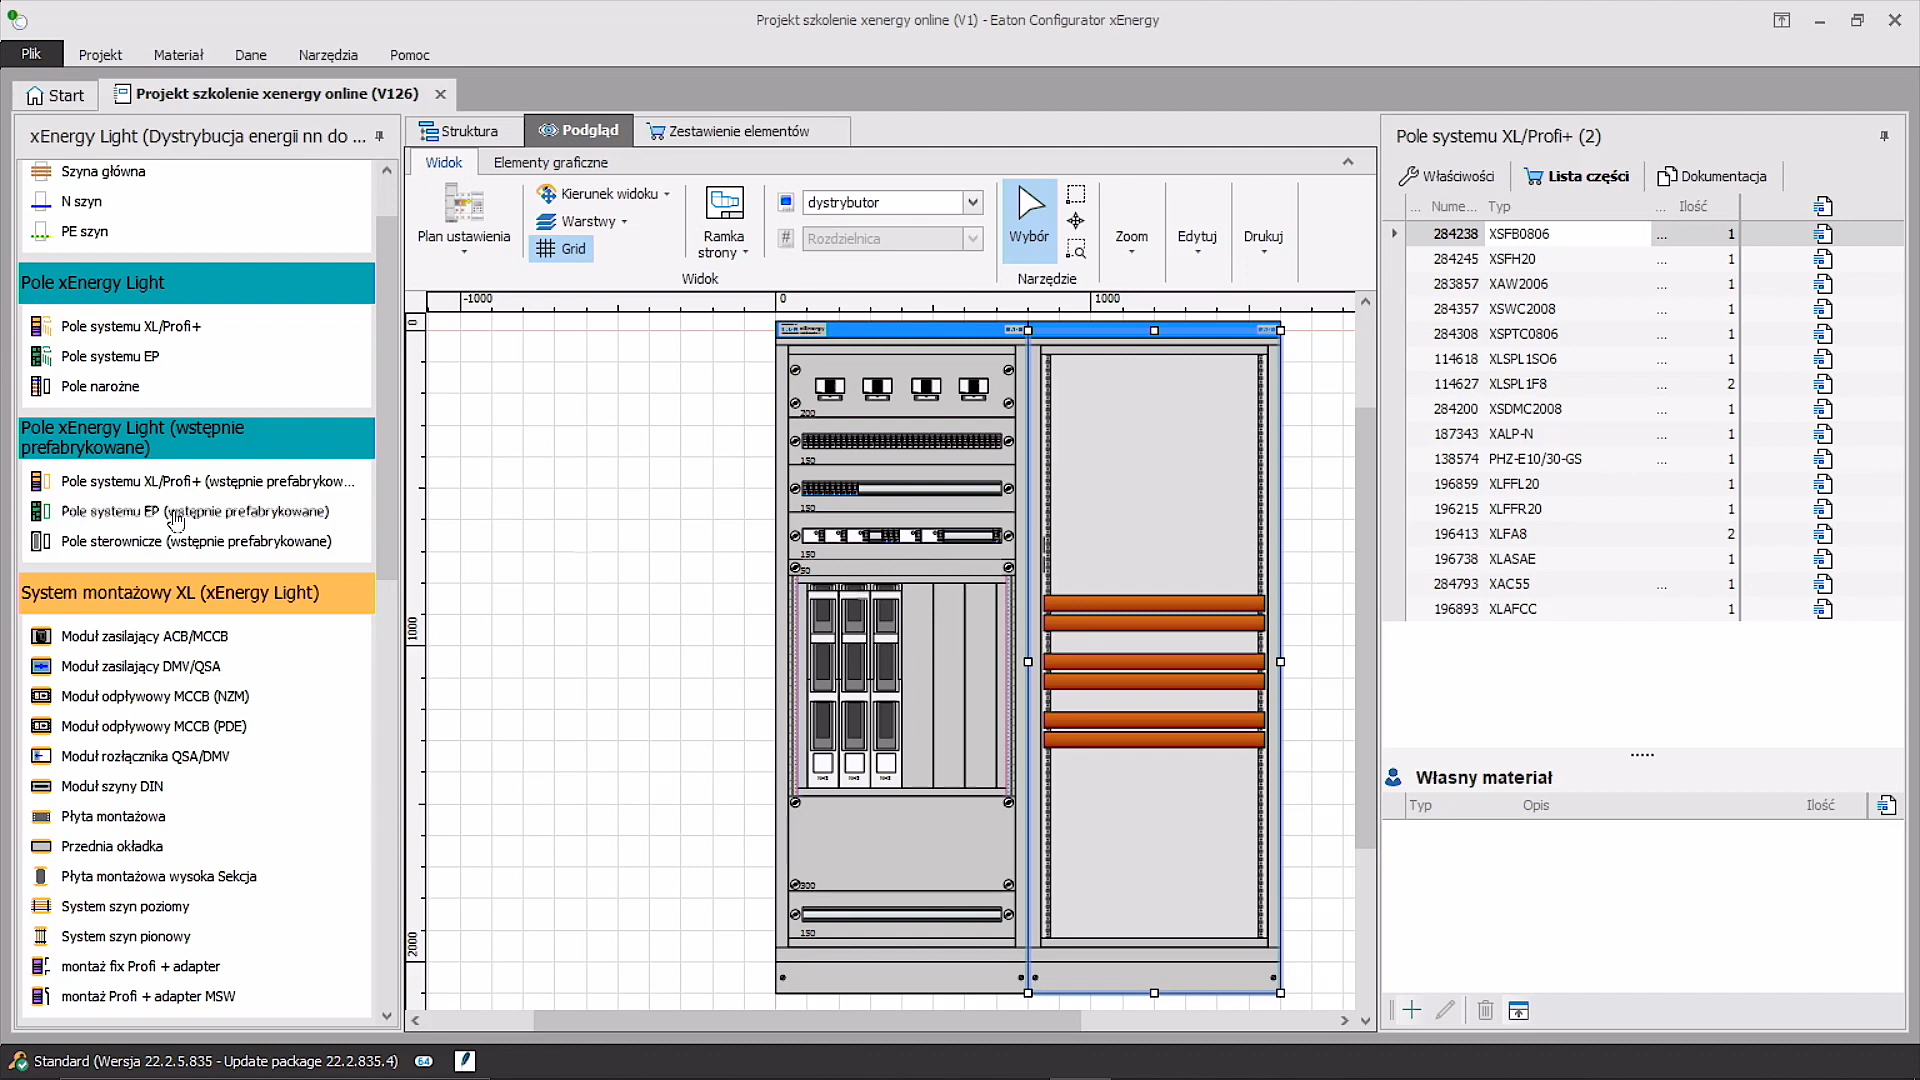 Projekt szkolenie xenergy online (V1) - Eaton Configurator xEnergy
Plik
Projekt
Materiał
Dane
Narzędzia
Pomoc
Start
Projekt szkolenie xenergy online (V126)
xEnergy Light (Dystrybucja energii nn do ...
Szyna główna
N szyn
PE szyn
Pole xEnergy Light
Pole systemu XL/Profi+
Pole systemu EP
Pole narożne
Pole xEnergy Light (wstępnie
prefabrykowane)
Pole systemu XL/Profi+ (wstępnie prefabrykow...
Pole systemu EP (wstępnie prefabrykowane)
Pole sterownicze (wstępnie prefabrykowane)
System montażowy XL (xEnergy Light)
Moduł zasilający ACB/MCCB
Moduł zasilający DMV/QSA
Moduł odpływowy MCCB (NZM)
Moduł odpływowy MCCB (PDE)
Moduł rozłącznika QSA/DMV
Moduł szyny DIN
Płyta montażowa
Przednia okładka
Płyta montażowa wysoka Sekcja
System szyn poziomy
System szyn pionowy
montaż fix Profi + adapter
montaż Profi + adapter MSW
Struktura
Podgląd
Zestawienie elementów
Widok
Elementy graficzne
Plan ustawienia
Kierunek widoku
Warstwy
Grid
Ramka
strony
dystrybutor
# Rozdzielnica
Widok
Wybór
Narzędzie
Zoom
Edytuj
Drukuj
-1000
0
1000
0
1000
2000
200
150
150
150
50
300
150
Pole systemu XL/Profi+ (2)
Właściwości
Lista części
Dokumentacja
... Nume... Typ ... Ilość
284238 XSFB0806 ... 1
284245 XSFH20 ... 1
283857 XAW2006 ... 1
284357 XSWC2008 ... 1
284308 XSPTC0806 ... 1
114618 XLSPL1SO6 ... 1
114627 XLSPL1F8 ... 2
284200 XSDMC2008 ... 1
187343 XALP-N ... 1
138574 PHZ-E10/30-GS ... 1
196859 XLFFL20 1
196215 XLFFR20 1
196413 XLFA8 2
196738 XLASAE 1
284793 XAC55 ... 1
196893 XLAFCC 1
Własny materiał
Typ Opis Ilość
Standard (Wersja 22.2.5.835 - Update package 22.2.835.4)
64